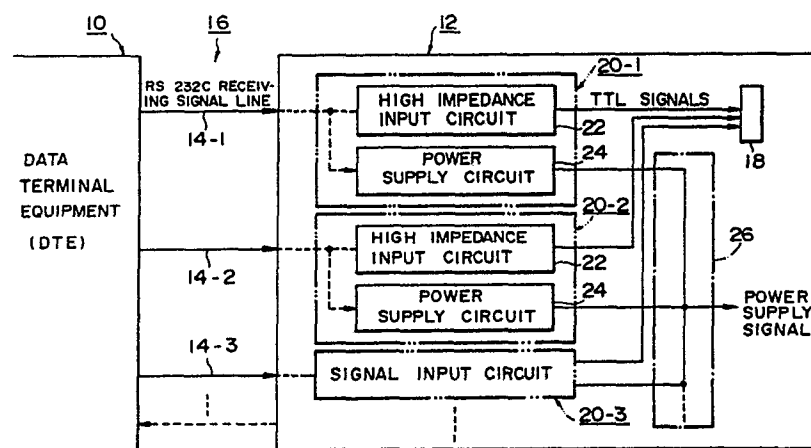 10
16
12
RS 232C RECEIV-
ING SIGNAL LINE
14-1
DATA
TERMINAL
EQUIPMENT
(DTE)
14-2
14-3
20-1
HIGH IMPEDANCE
INPUT CIRCUIT
22
TTL SIGNALS
18
POWER
SUPPLY CIRCUIT
24
20-2
HIGH IMPEDANCE
INPUT CIRCUIT
22
26
POWER
SUPPLY CIRCUIT
24
POWER
SUPPLY
SIGNAL
SIGNAL INPUT CIRCUIT
20-3